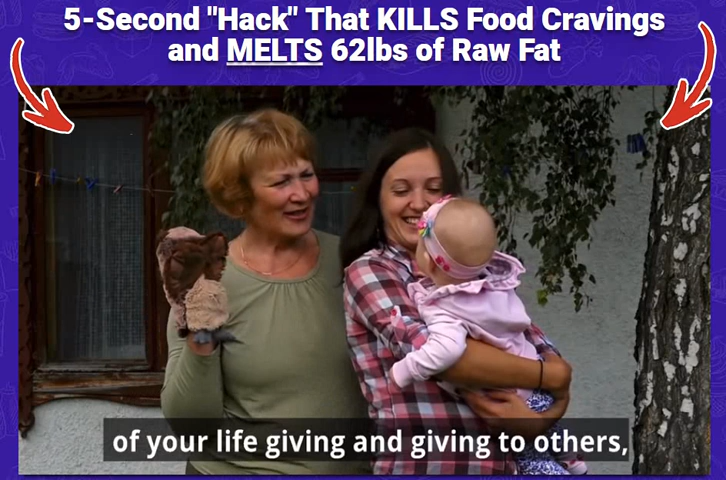 5-Second "Hack" That KILLS Food Cravings
and MELTS 62lbs of Raw Fat
of your life giving and giving to others,